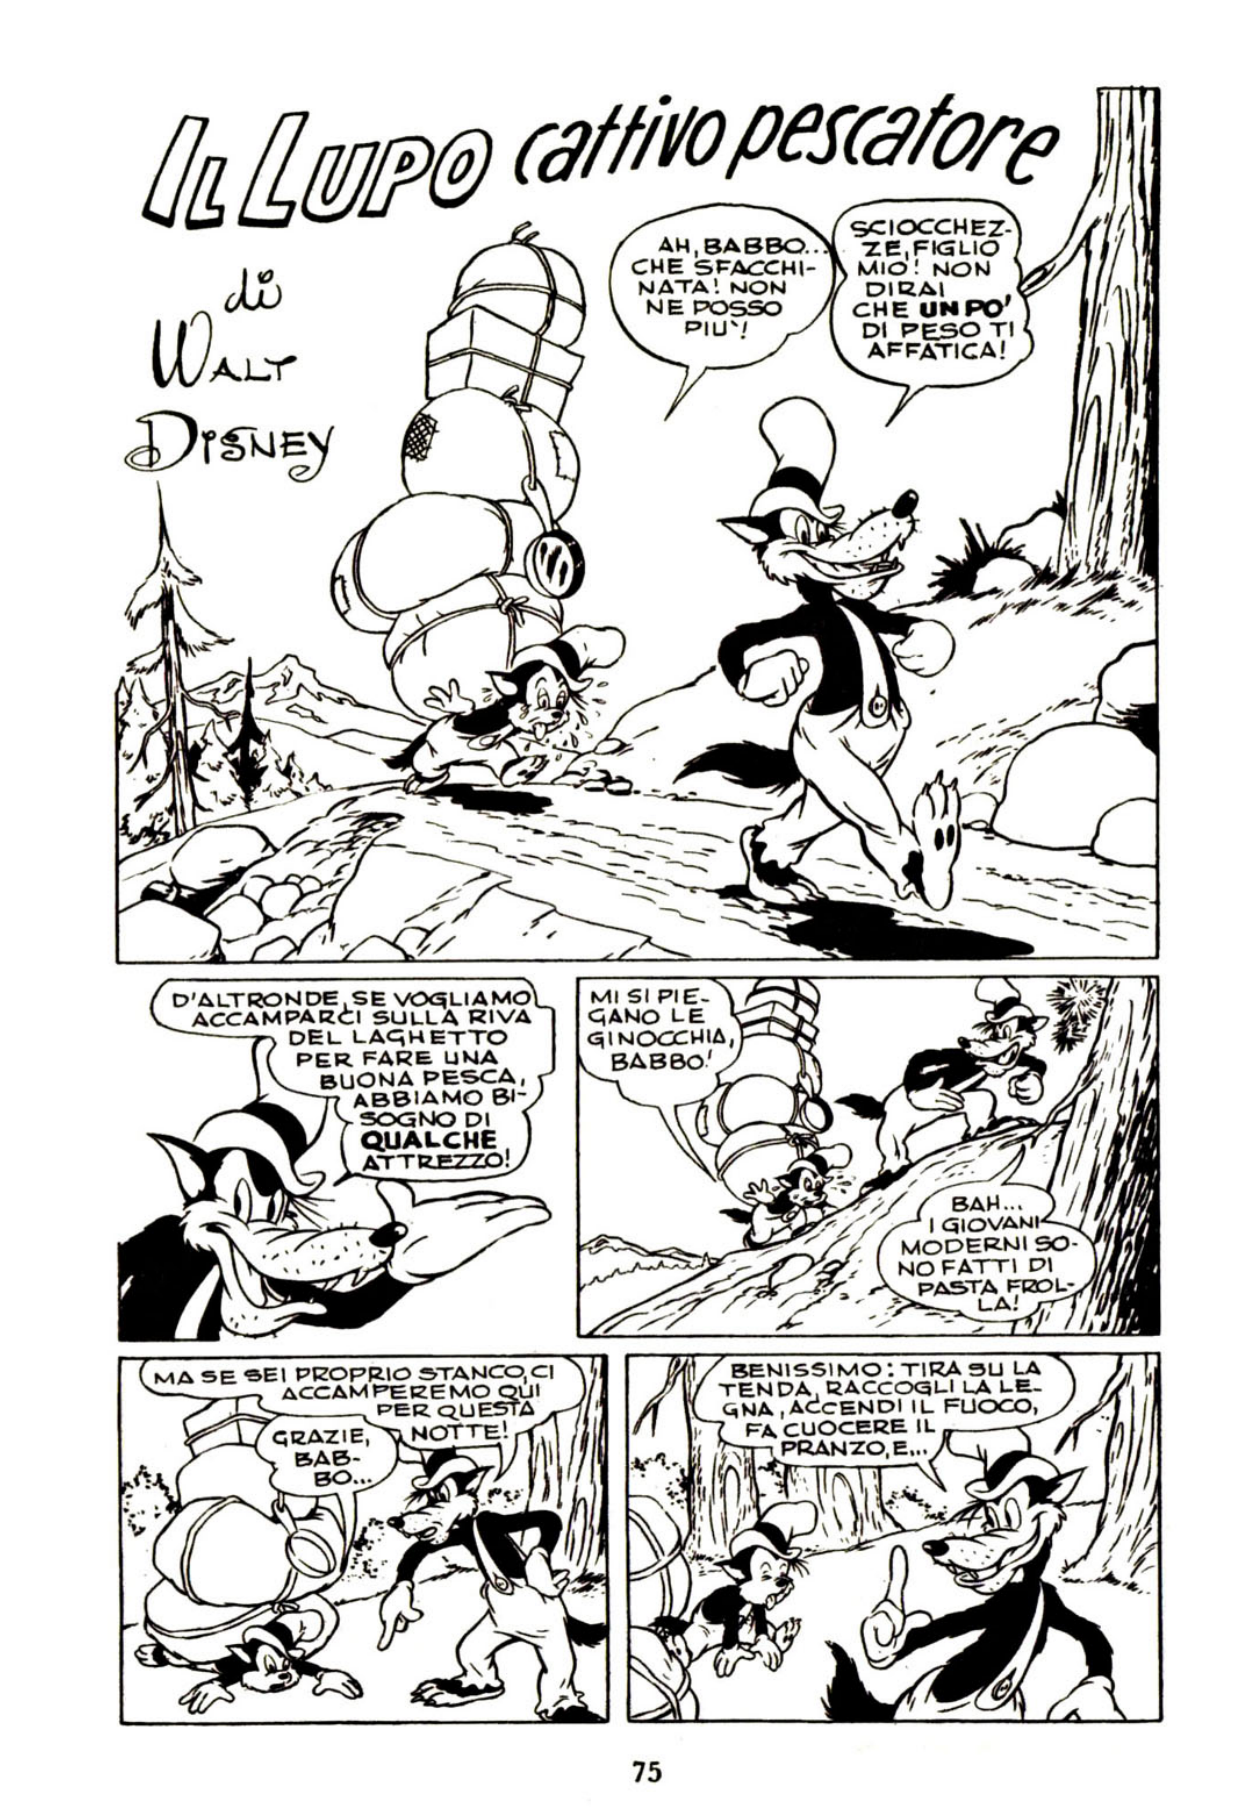 IL LUPO cattivo pescatore
di
WALT
DISNEY
AH, BABBO...
CHE SFACCHI-
NATA! NON
NE POSSO
PIU'!
SCIOCCHEZ-
ZE, FIGLIO
MIO! NON
DIRAI
CHE UN PO'
DI PESO TI
AFFATICA!
D'ALTRONDE, SE VOGLIAMO
ACCAMPARCI SULLA RIVA
DEL LAGHETTO
PER FARE UNA
BUONA PESCA,
ABBIAMO BI-
SOGNO DI
QUALCHE
ATTREZZO!
MI SI PIE-
GANO LE
GINOCCHIA,
BABBO!
BAH...
I GIOVANI
MODERNI SO-
NO FATTI DI
PASTA FROL-
LA!
MA SE SEI PROPRIO STANCO, CI
ACCAMPEREMO QUI
PER QUESTA
NOTTE!
GRAZIE,
BAB-
BO...
BENISSIMO: TIRA SU LA
TENDA, RACCOGLI LA LE-
GNA, ACCENDI IL FUOCO,
FA CUOCERE IL
PRANZO, E...
75